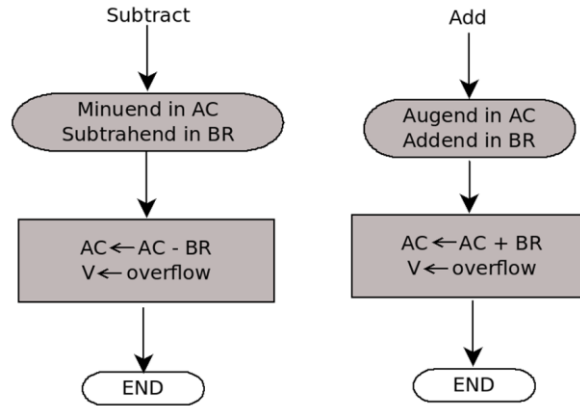 Subtract
Minuend in AC
Subtrahend in BR
AC←AC - BR
V←overflow
END
Add
Augend in AC
Addend in BR
AC←AC + BR
V←overflow
END